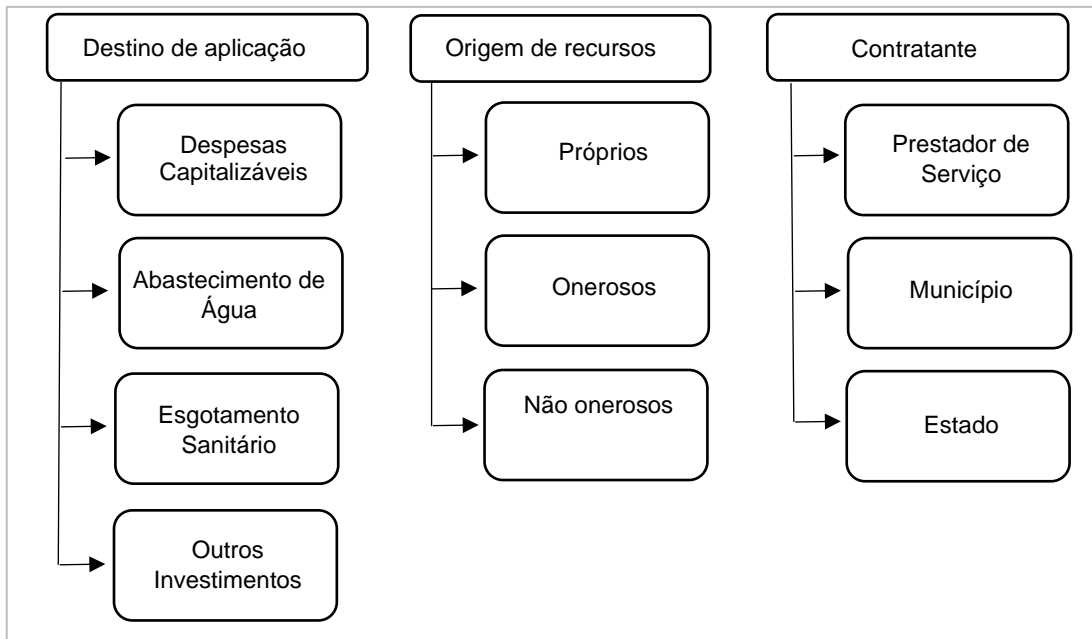 Destino de aplicação
Despesas
Capitalizáveis
Abastecimento de
Água
Esgotamento
Sanitário
Outros
Investimentos
Origem de recursos
Próprios
Onerosos
Não onerosos
Contratante
Prestador de
Serviço
Município
Estado